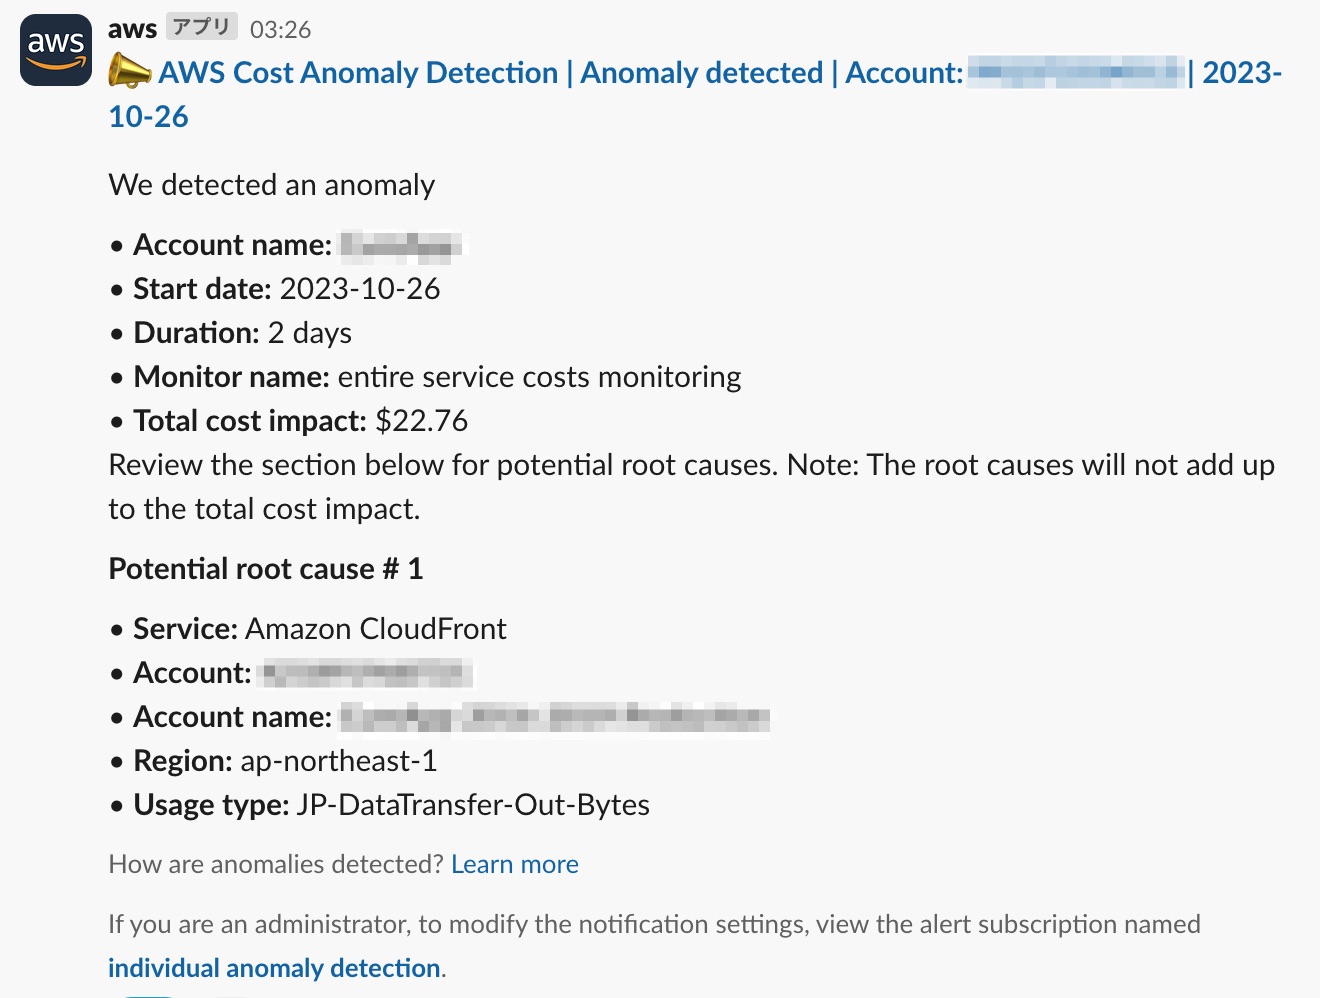 aws
aws アプリ 03:26
AWS Cost Anomaly Detection | Anomaly detected | Account: | 2023-
10-26
We detected an anomaly
• Account name:
• Start date: 2023-10-26
• Duration: 2 days
• Monitor name: entire service costs monitoring
• Total cost impact: $22.76
Review the section below for potential root causes. Note: The root causes will not add up
to the total cost impact.
Potential root cause # 1
• Service: Amazon CloudFront
• Account:
• Account name:
• Region: ap-northeast-1
• Usage type: JP-DataTransfer-Out-Bytes
How are anomalies detected? Learn more
If you are an administrator, to modify the notification settings, view the alert subscription named
individual anomaly detection.